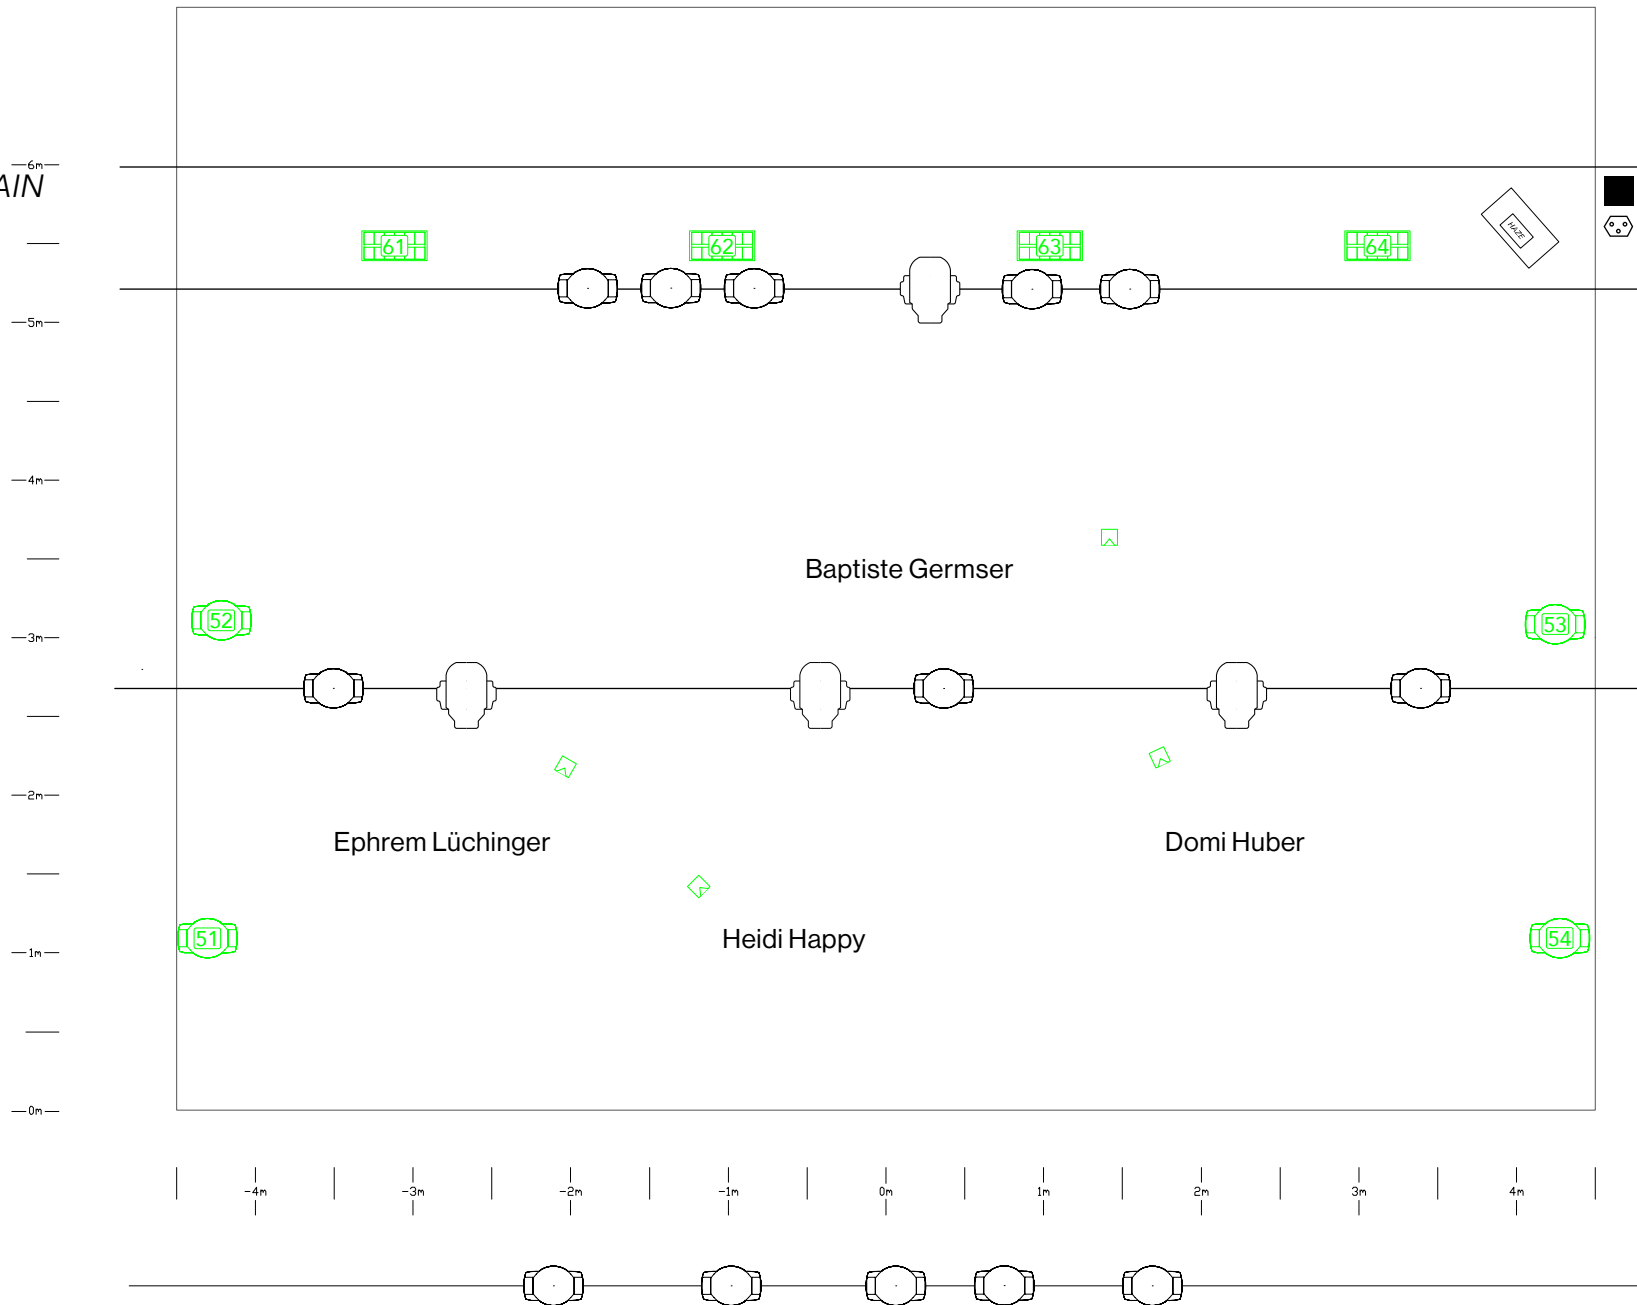 6m
AIN
61 62 63 64
HAZE
5m
4m
Baptiste Germser
52 53
3m
2m
Ephrem Lüchinger Domi Huber
51 Heidi Happy 54
1m
0m
-4m -3m -2m -1m 0m 1m 2m 3m 4m